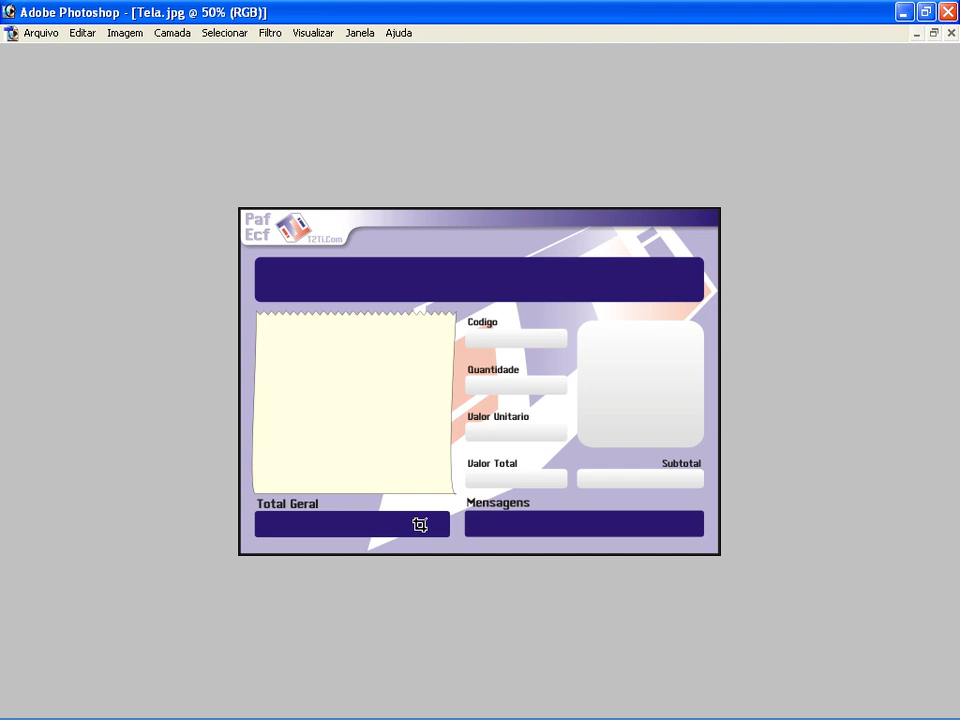 Adobe Photoshop - [Tela.jpg @ 50% (RGB)]
Arquivo Editar Imagem Camada Selecionar Filtro Visualizar Janela Ajuda
Paf
Ecf
T2Ti.Com
Codigo
Quantidade
Valor Unitario
Valor Total
Subtotal
Total Geral
Mensagens